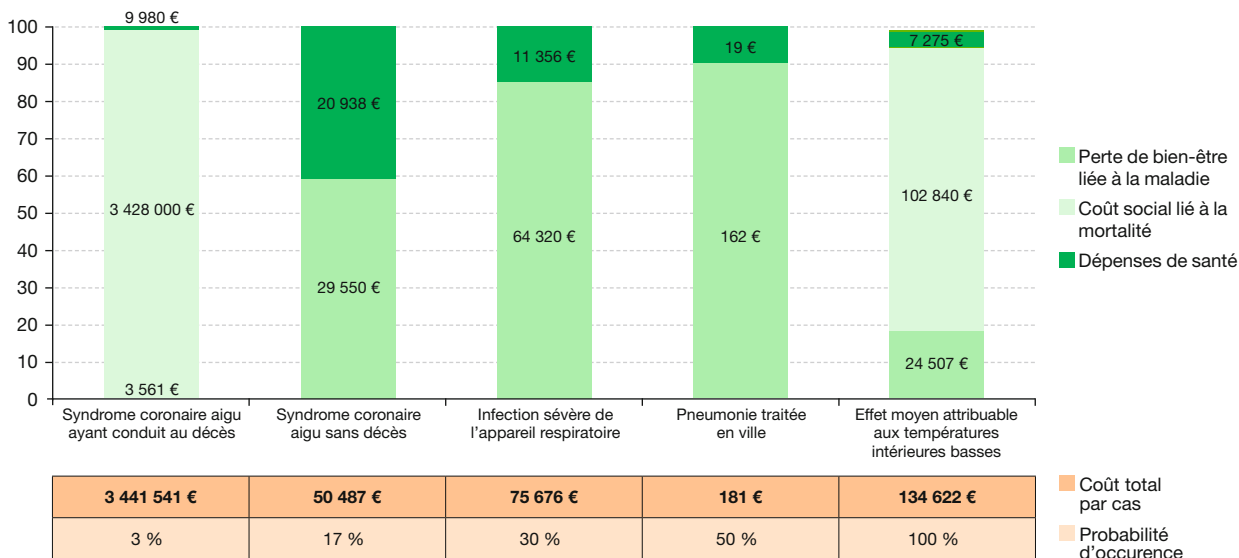 100
90
80
70
60
50
40
30
20
10
0
9 980 €
3 428 000 €
3 561 €
20 938 €
29 550 €
11 356 €
64 320 €
19 €
162 €
7 275 €
102 840 €
24 507 €
Syndrome coronaire aigu
ayant conduit au décès
Syndrome coronaire
aigu sans décès
Infection sévère de
l'appareil respiratoire
Pneumonie traitée
en ville
Effet moyen attribuable
aux températures
intérieures basses
Perte de bien-être
liée à la maladie
Coût social lié à la
mortalité
Dépenses de santé
3 441 541 € 50 487 € 75 676 € 181 € 134 622 €
3 % 17 % 30 % 50 % 100 %
Coût total
par cas
Probabilité
d'occurence